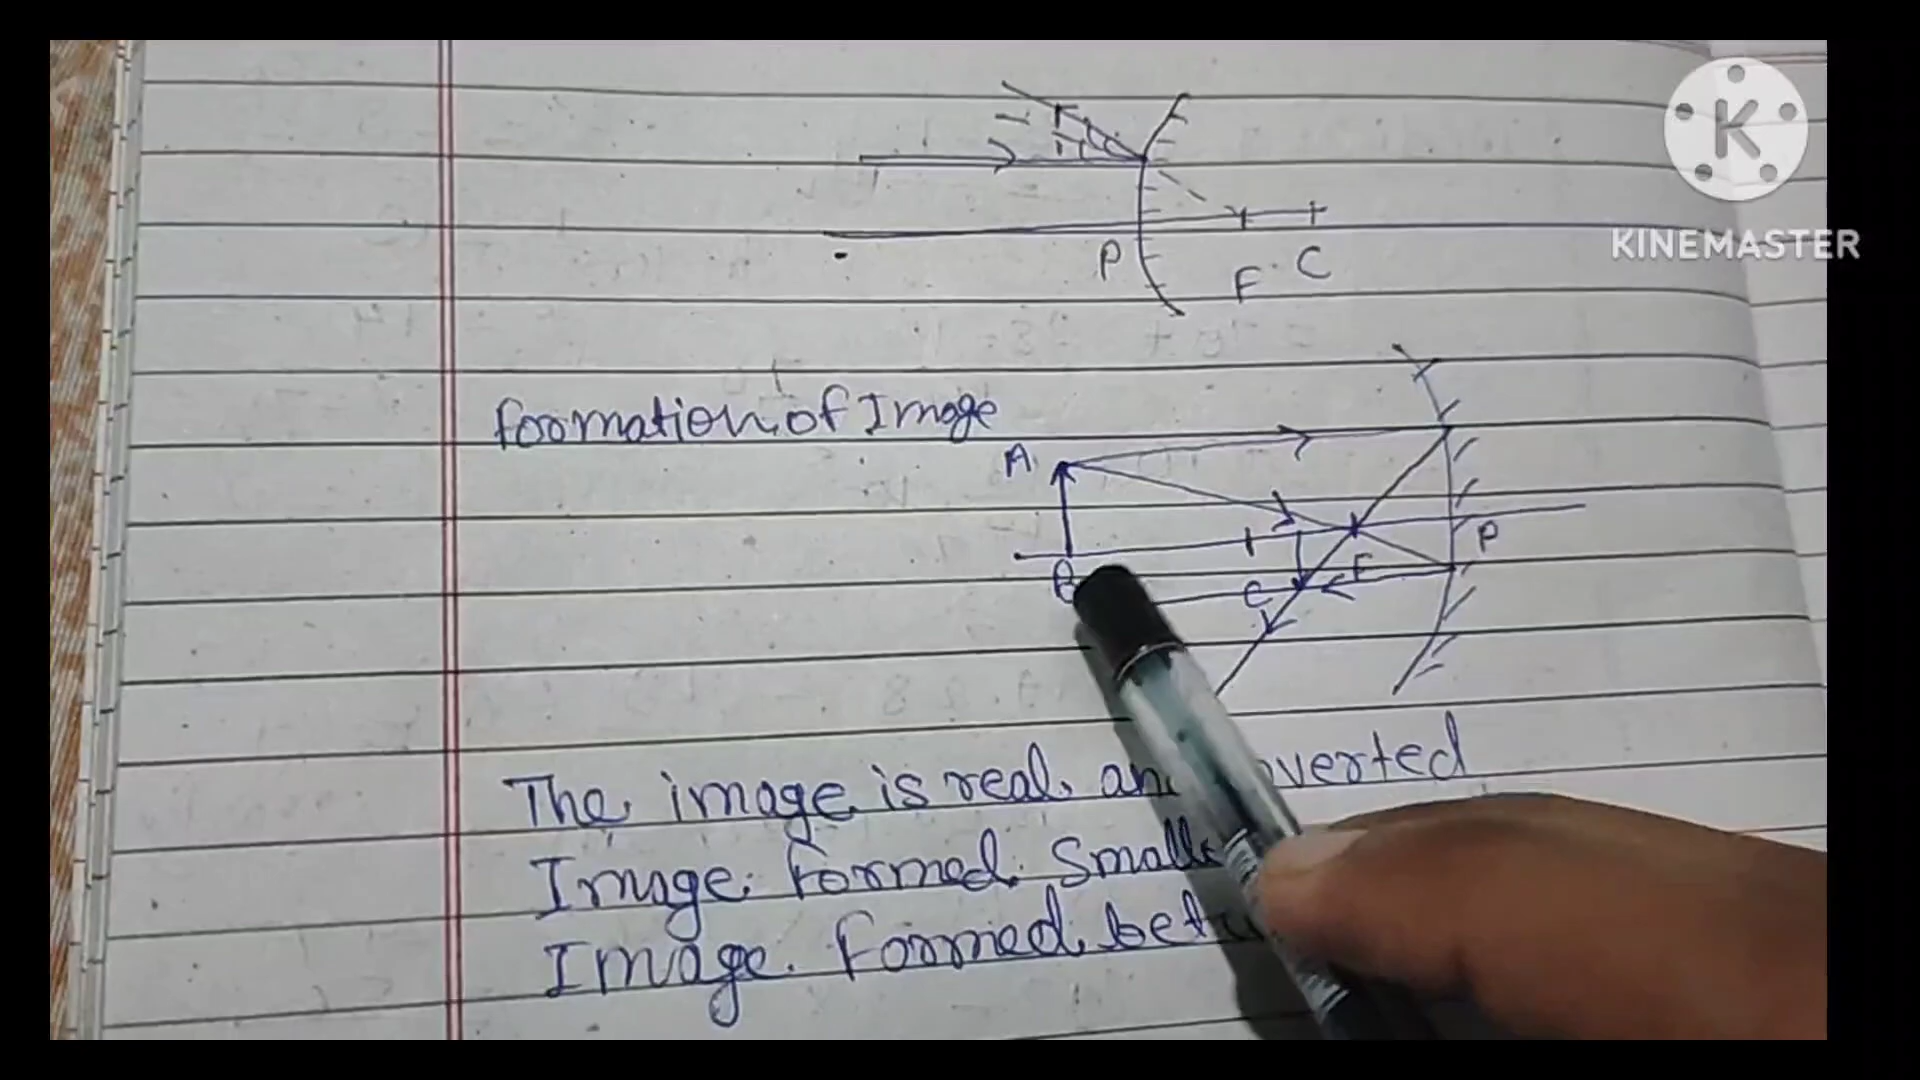 K
KINEMASTER
P
F
C
Formation of Image
A
P
B
C
F
The image is real and
Image formed
Image formed